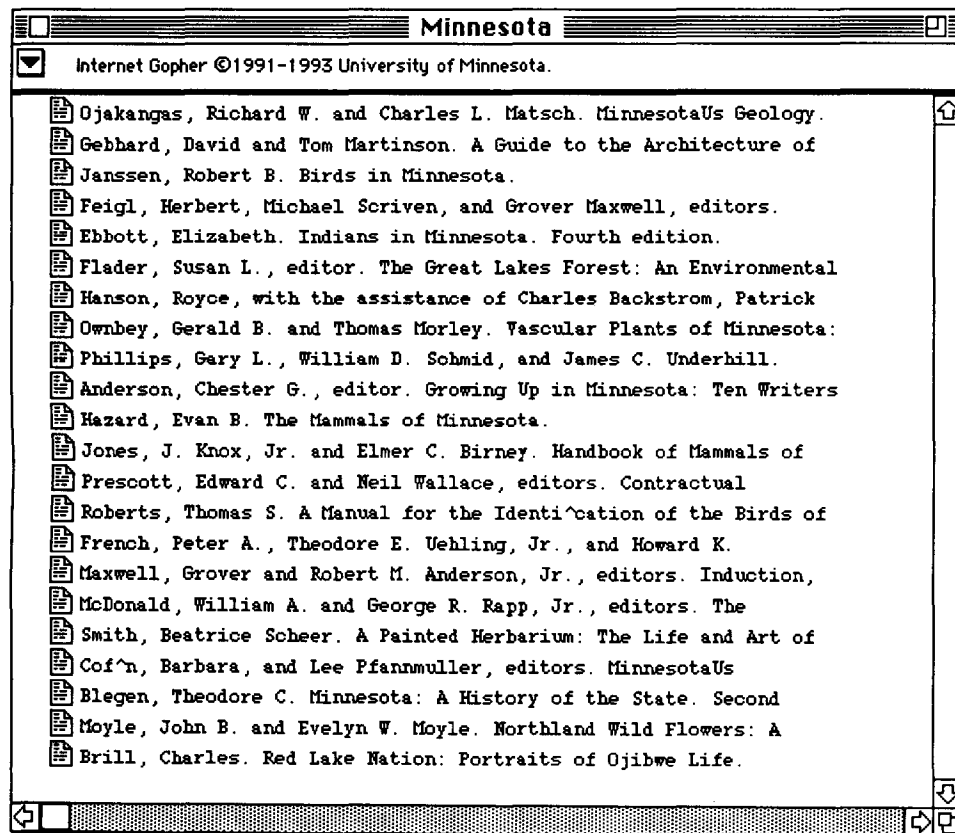 Minnesota
Internet Gopher ©1991-1993 University of Minnesota.
Ojakangas, Richard W. and Charles L. Matsch. MinnesotaUs Geology.
Gebhard, David and Tom Martinson. A Guide to the Architecture of
Janssen, Robert B. Birds in Minnesota.
Feigl, Herbert, Michael Scriven, and Grover Maxwell, editors.
Ebbott, Elizabeth. Indians in Minnesota. Fourth edition.
Flader, Susan L., editor. The Great Lakes Forest: An Environmental
Hanson, Royce, with the assistance of Charles Backstrom, Patrick
Ownbey, Gerald B. and Thomas Morley. Vascular Plants of Minnesota:
Phillips, Gary L., William D. Schmid, and James C. Underhill.
Anderson, Chester G., editor. Growing Up in Minnesota: Ten Writers
Hazard, Evan B. The Mammals of Minnesota.
Jones, J. Knox, Jr. and Elmer C. Birney. Handbook of Mammals of
Prescott, Edward C. and Neil Wallace, editors. Contractual
Roberts, Thomas S. A Manual for the Identi^cation of the Birds of
French, Peter A., Theodore E. Uehling, Jr., and Howard K.
Maxwell, Grover and Robert M. Anderson, Jr., editors. Induction,
McDonald, William A. and George R. Rapp, Jr., editors. The
Smith, Beatrice Scheer. A Painted Herbarium: The Life and Art of
Cof^n, Barbara, and Lee Pfannmuller, editors. MinnesotaUs
Blegen, Theodore C. Minnesota: A History of the State. Second
Moyle, John B. and Evelyn W. Moyle. Northland Wild Flowers: A
Brill, Charles. Red Lake Nation: Portraits of Ojibwe Life.